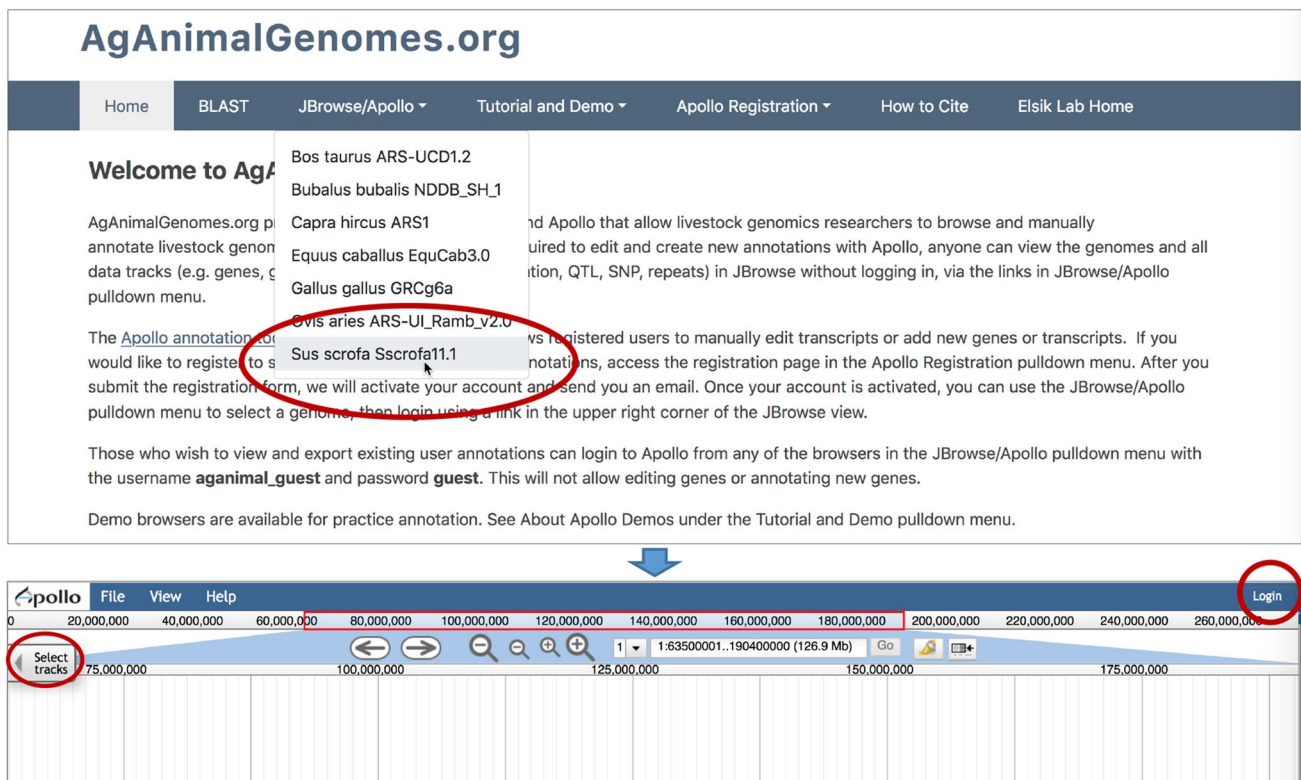 AgAnimalGenomes.org
Home BLAST JBrowse/Apollo Tutorial and Demo Apollo Registration How to Cite Elsik Lab Home
Bos taurus ARS-UCD1.2
Bubalus bubalis NDDB_SH_1
Capra hircus ARS1
Equus caballus EquCab3.0
Gallus gallus GRCg6a
Ovis aries ARS-UI_Ramb_v2.0
Sus scrofa Sscrofa11.1
Welcome to
AgAnimalGenomes.org Apollo that allow livestock genomics researchers to browse and manually
annotate livestock to edit and create new annotations with Apollo, anyone can view the genomes and all
data tracks (e.g. genes, QTL, SNP, repeats) in JBrowse without logging in, via the links in JBrowse/Apollo
pulldown menu.
The Apollo annotation registered users to manually edit transcripts or add new genes or transcripts. If you
would like to register to access the registration page in the Apollo Registration pulldown menu. After you
submit the registration form, we will activate your account and send you an email. Once your account is activated, you can use the JBrowse/Apollo
pulldown menu to select a genome, then login using a link in the upper right corner of the JBrowse view.
Those who wish to view and export existing user annotations can login to Apollo from any of the browsers in the JBrowse/Apollo pulldown menu with
the username aganimal_guest and password guest. This will not allow editing genes or annotating new genes.
Demo browsers are available for practice annotation. See About Apollo Demos under the Tutorial and Demo pulldown menu.
Apollo File View Help Login
0 20,000,000 40,000,000 60,000,000 80,000,000 100,000,000 120,000,000 140,000,000 160,000,000 180,000,000 200,000,000 220,000,000 240,000,000
1 1:63500001..190400000 (126.9 Mb) Go
Select
tracks
75,000,000 100,000,000 125,000,000 150,000,000 175,000,000